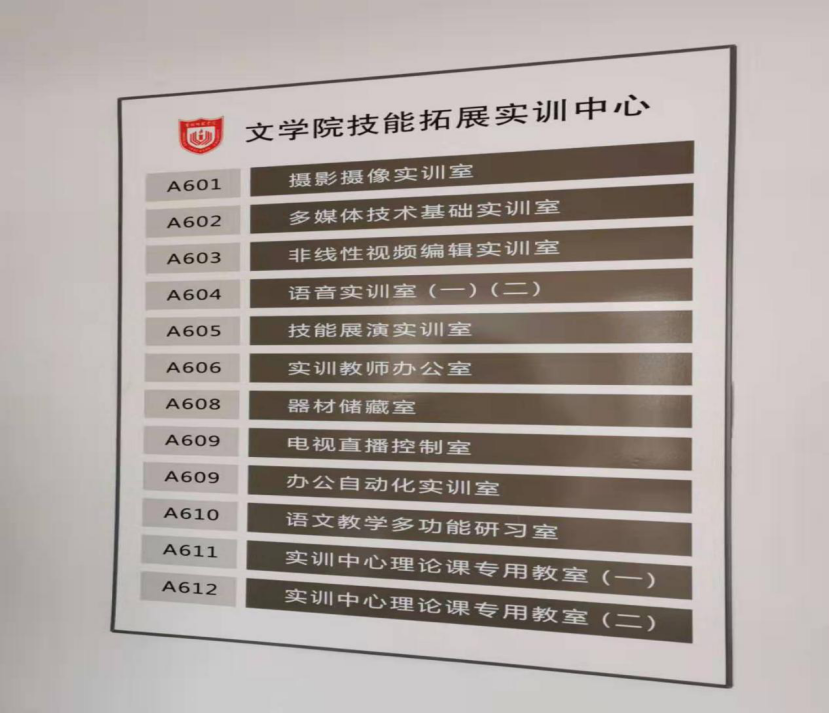 文学院技能拓展实训中心
A601 摄影摄像实训室
A602 多媒体技术基础实训室
A603 非线性视频编辑实训室
A604 语音实训室(一)(二)
A605 技能展演实训室
A606 实训教师办公室
A608 器材储藏室
A609 电视直播控制室
A609 办公自动化实训室
A610 语文教学多功能研习室
A611 实训中心理论课专用教室(一)
A612 实训中心理论课专用教室(二)